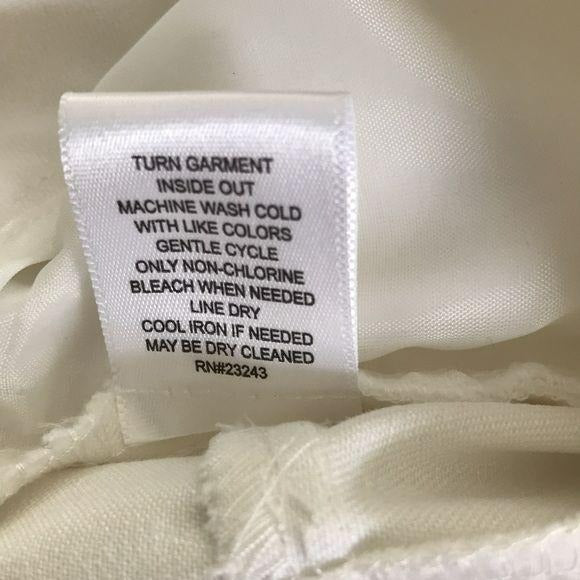 TURN GARMENT
INSIDE OUT
MACHINE WASH COLD
WITH LIKE COLORS
GENTLE CYCLE
ONLY NON-CHLORINE
BLEACH WHEN NEEDED
LINE DRY
COOL IRON IF NEEDED
MAY BE DRY CLEANED
RN#23243